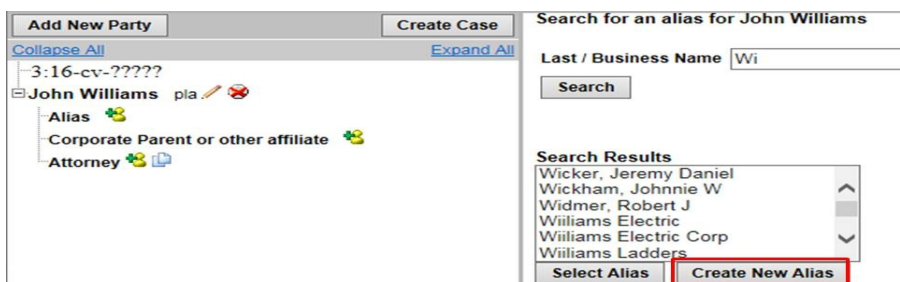 Add New Party
Create Case
Collapse All
Expand All
3:16-cv-?????
John Williams pla
Alias
Corporate Parent or other affiliate
Attorney
Search for an alias for John Williams
Last / Business Name Wi
Search
Search Results
Wicker, Jeremy Daniel
Wickham, Johnnie W
Widmer, Robert J
Wiiliams Electric
Wiiliams Electric Corp
Wiiliams Ladders
Select Alias
Create New Alias